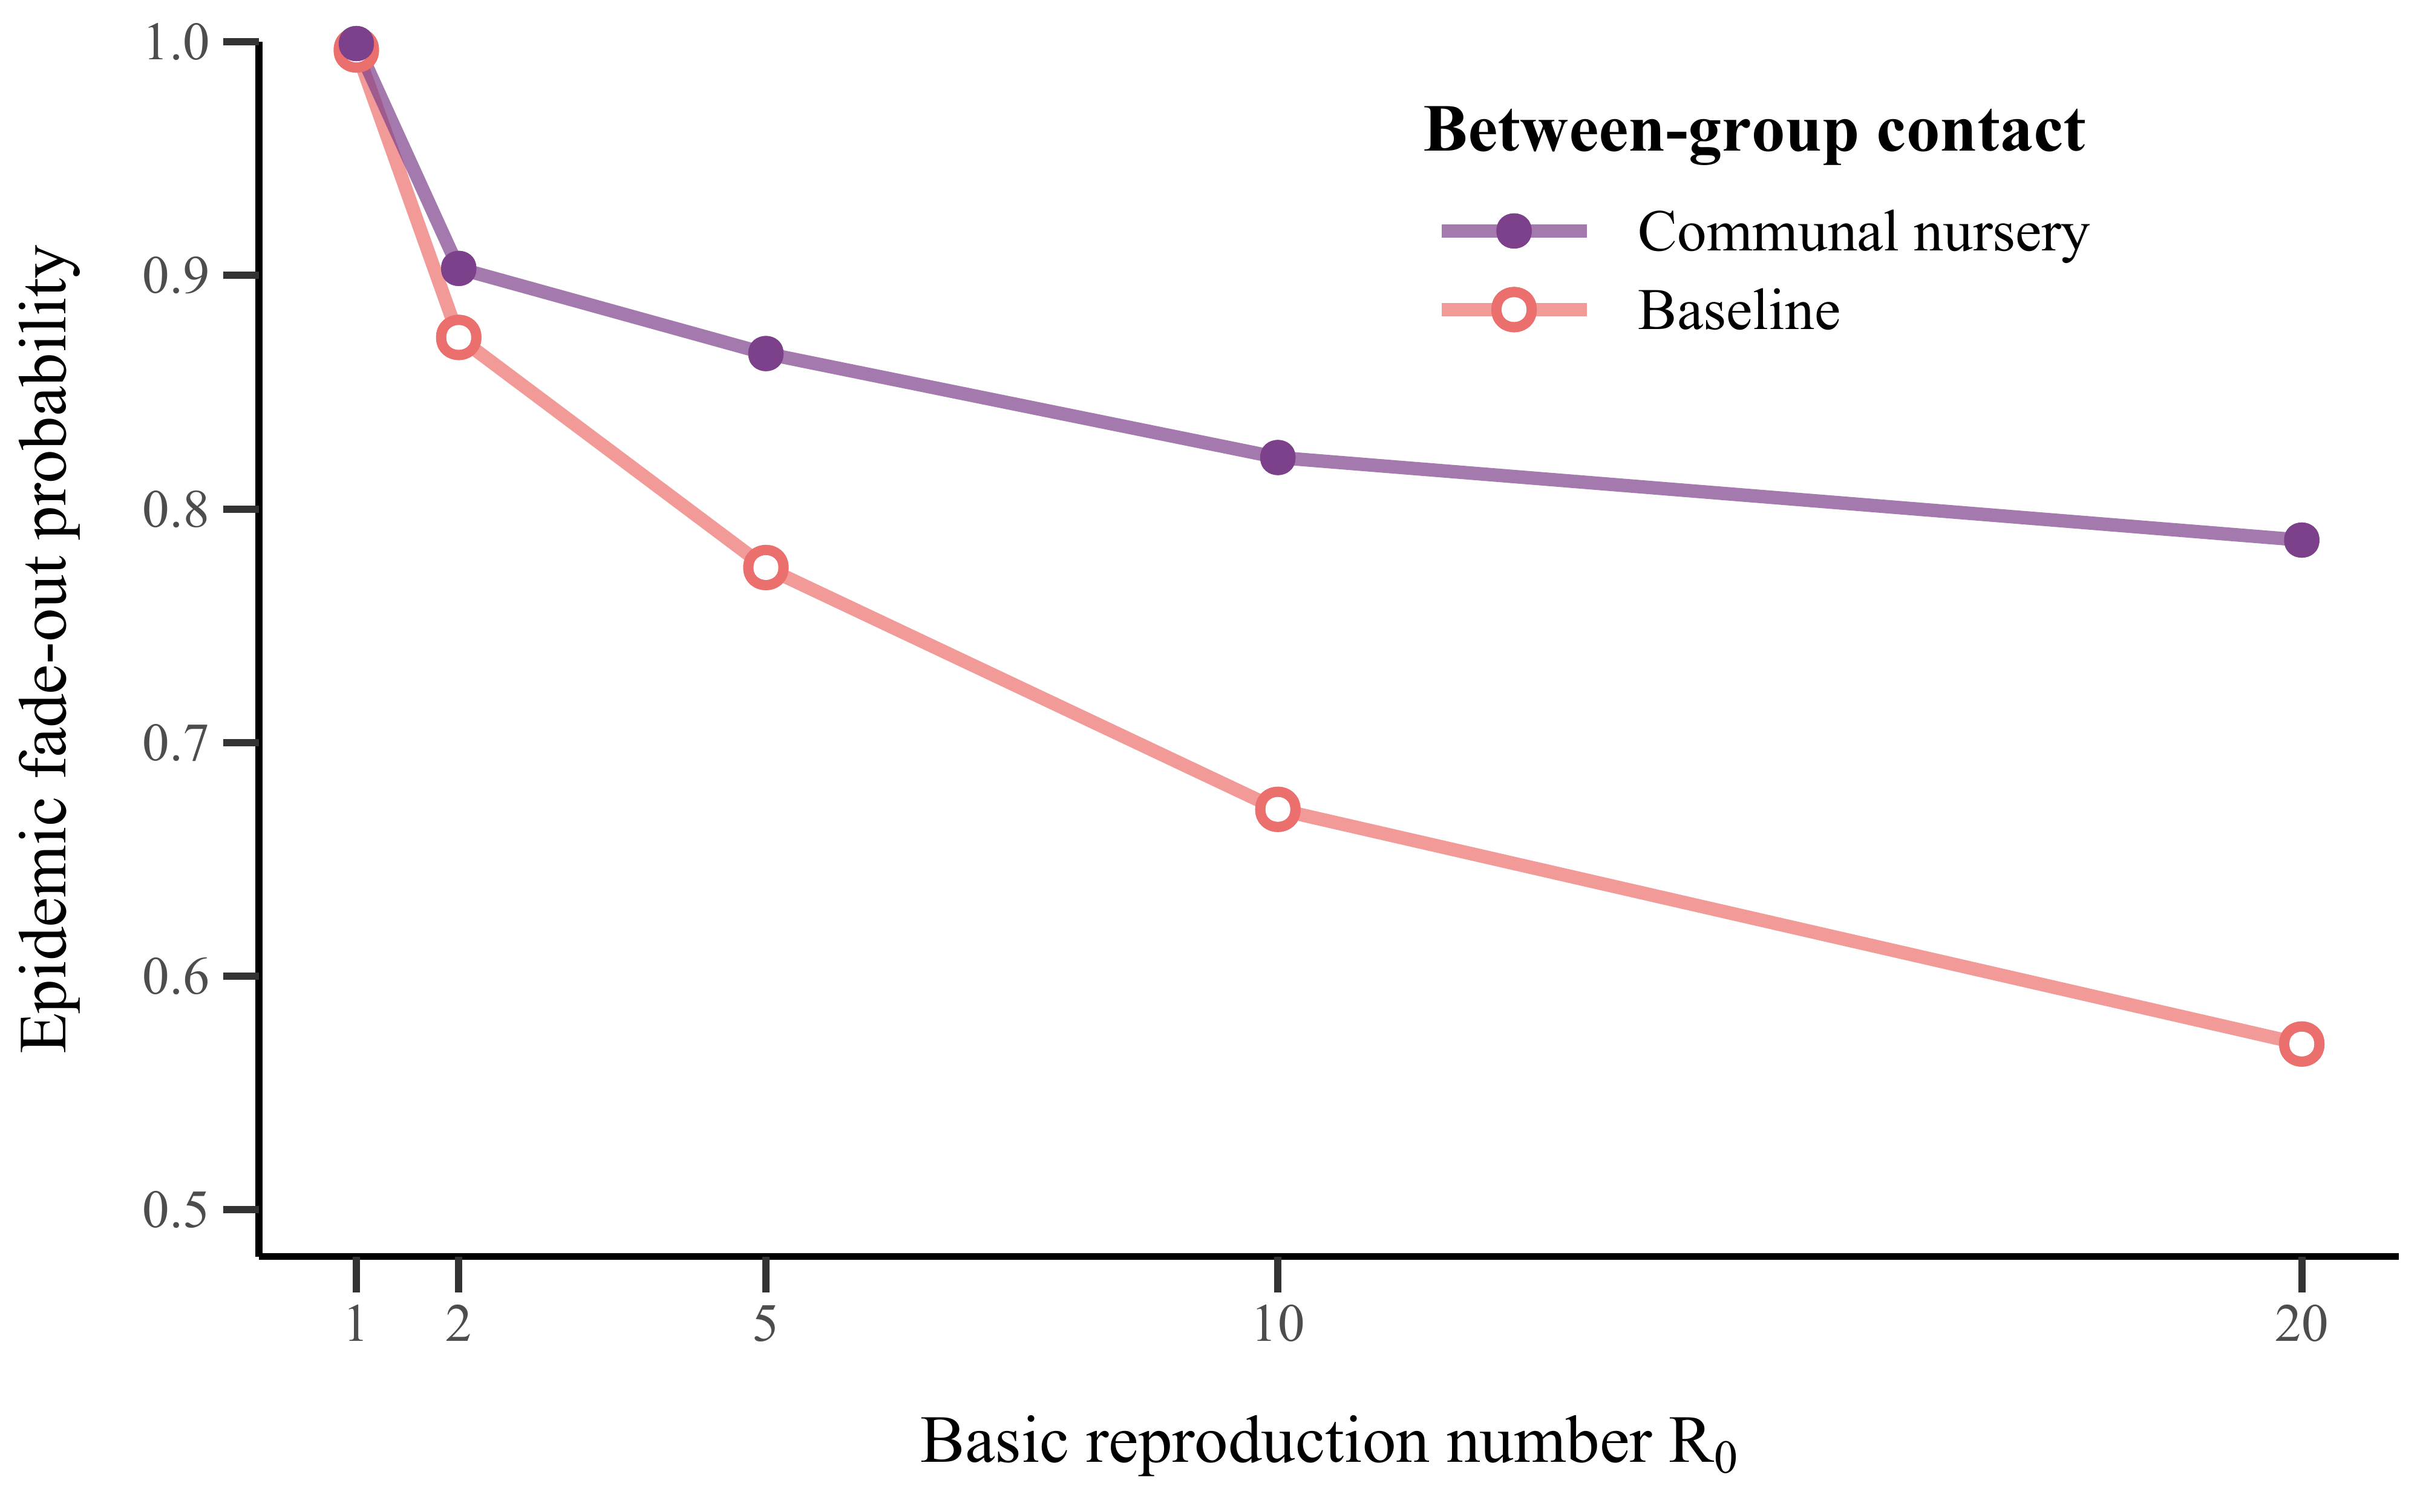 Epidemic fade-out probability
1.0
0.9
0.8
0.7
0.6
0.5
Between-group contact
Communal nursery
Baseline
1 2 5 10 20
Basic reproduction number R₀